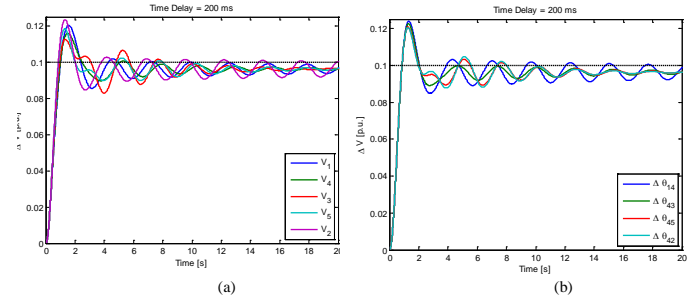 Time Delay = 200 ms
0.12
0.1
0.08
0.06
0.04
0.02
0
0 2 4 6 8 10 12 14 16 18 20
Time [s]
V1
V4
V3
V5
V2
(a)
Time Delay = 200 ms
0.12
0.1
0.08
0.06
0.04
0.02
0
Δ V [p.u.]
0 2 4 6 8 10 12 14 16 18 20
Time [s]
Δ θ14
Δ θ43
Δ θ45
Δ θ42
(b)